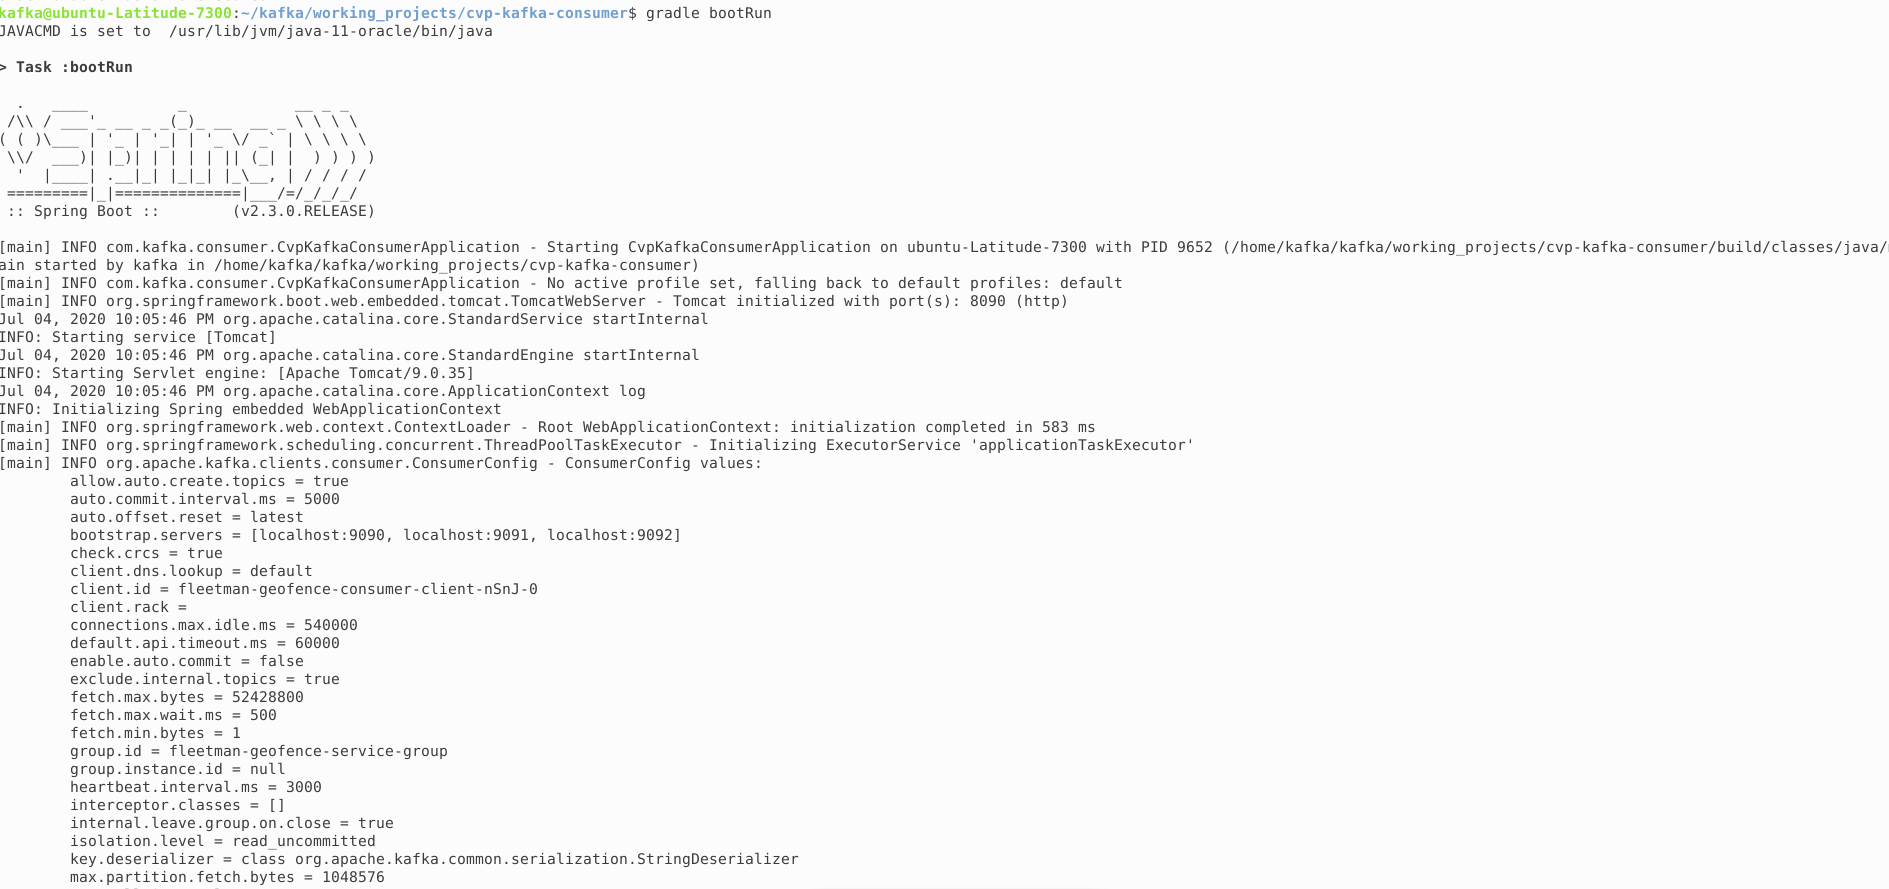 kafka@ubuntu-Latitude-7300:~/kafka/working_projects/cvp-kafka-consumer$ gradle bootRun
JAVACMD is set to  /usr/lib/jvm/java-11-oracle/bin/java
> Task :bootRun
  .   ____          _            __ _ _
 /\\ / ___'_ __ _ _(_)_ __  __ _ \ \ \ \
( ( )\___ | '_ | '_| | '_ \/ _` | \ \ \ \
 \\/  ___)| |_)| | | | | || (_| |  ) ) ) )
  '  |____| .__|_| |_|_| |_\__, | / / / /
 =========|_|==============|___/=/_/_/_/
 :: Spring Boot ::        (v2.3.0.RELEASE)
[main] INFO com.kafka.consumer.CvpKafkaConsumerApplication - Starting CvpKafkaConsumerApplication on ubuntu-Latitude-7300 with PID 9652 (/home/kafka/kafka/working_projects/cvp-kafka-consumer/build/classes/java/m
ain started by kafka in /home/kafka/kafka/working_projects/cvp-kafka-consumer)
[main] INFO com.kafka.consumer.CvpKafkaConsumerApplication - No active profile set, falling back to default profiles: default
[main] INFO org.springframework.boot.web.embedded.tomcat.TomcatWebServer - Tomcat initialized with port(s): 8090 (http)
Jul 04, 2020 10:05:46 PM org.apache.catalina.core.StandardService startInternal
INFO: Starting service [Tomcat]
Jul 04, 2020 10:05:46 PM org.apache.catalina.core.StandardEngine startInternal
INFO: Starting Servlet engine: [Apache Tomcat/9.0.35]
Jul 04, 2020 10:05:46 PM org.apache.catalina.core.ApplicationContext log
INFO: Initializing Spring embedded WebApplicationContext
[main] INFO org.springframework.web.context.ContextLoader - Root WebApplicationContext: initialization completed in 583 ms
[main] INFO org.springframework.scheduling.concurrent.ThreadPoolTaskExecutor - Initializing ExecutorService 'applicationTaskExecutor'
[main] INFO org.apache.kafka.clients.consumer.ConsumerConfig - ConsumerConfig values:
        allow.auto.create.topics = true
        auto.commit.interval.ms = 5000
        auto.offset.reset = latest
        bootstrap.servers = [localhost:9090, localhost:9091, localhost:9092]
        check.crcs = true
        client.dns.lookup = default
        client.id = fleetman-geofence-consumer-client-nSnJ-0
        client.rack =
        connections.max.idle.ms = 540000
        default.api.timeout.ms = 60000
        enable.auto.commit = false
        exclude.internal.topics = true
        fetch.max.bytes = 52428800
        fetch.max.wait.ms = 500
        fetch.min.bytes = 1
        group.id = fleetman-geofence-service-group
        group.instance.id = null
        heartbeat.interval.ms = 3000
        interceptor.classes = []
        internal.leave.group.on.close = true
        isolation.level = read_uncommitted
        key.deserializer = class org.apache.kafka.common.serialization.StringDeserializer
        max.partition.fetch.bytes = 1048576